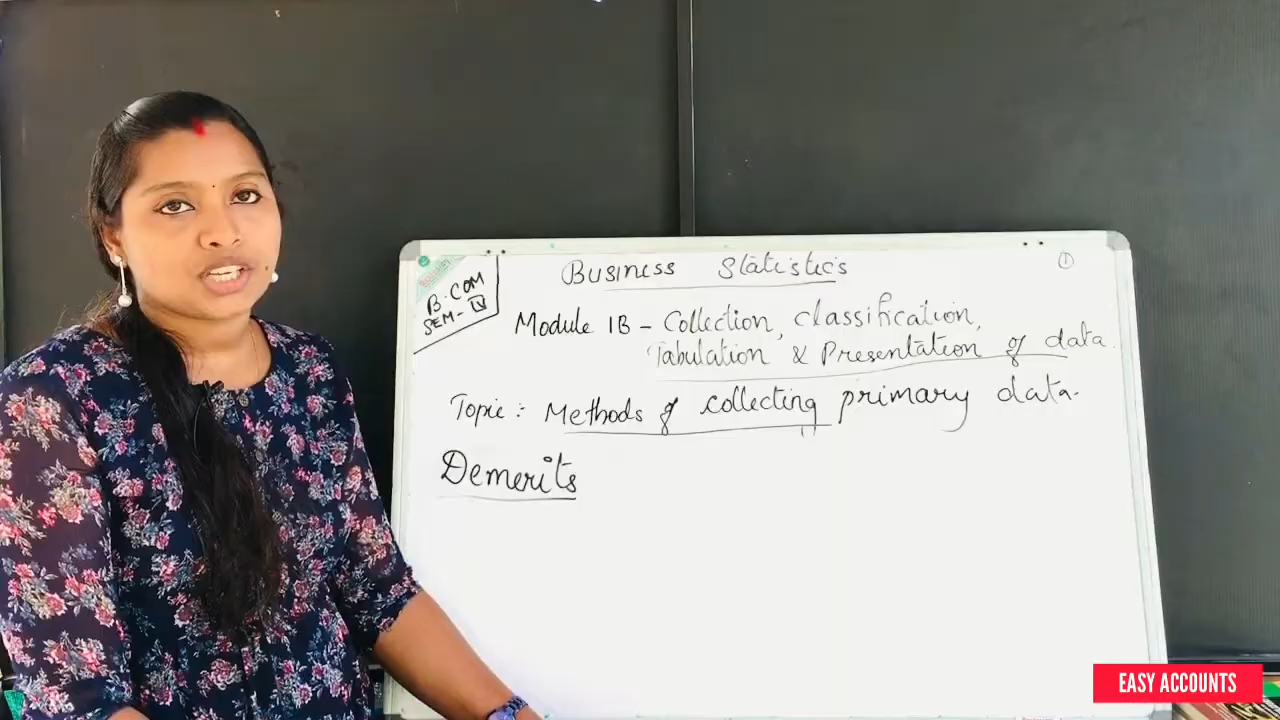 Business Statistics
①
B.COM
SEM-IV
Module 1B - Collection, classification,
Tabulation & Presentation of data.
Topic :- Methods of collecting primary data.
Demerits
EASY ACCOUNTS